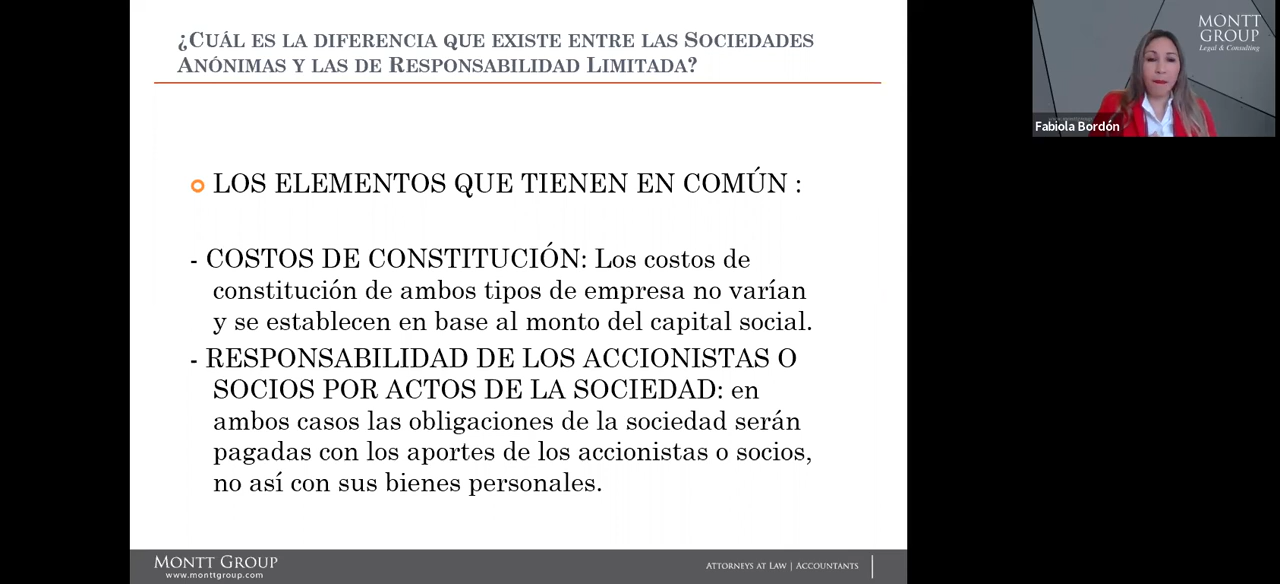 ¿Cuál es la diferencia que existe entre las Sociedades
Anónimas y las de Responsabilidad Limitada?
LOS ELEMENTOS QUE TIENEN EN COMÚN :
- COSTOS DE CONSTITUCIÓN: Los costos de
constitución de ambos tipos de empresa no varían
y se establecen en base al monto del capital social.
- RESPONSABILIDAD DE LOS ACCIONISTAS O
SOCIOS POR ACTOS DE LA SOCIEDAD: en
ambos casos las obligaciones de la sociedad serán
pagadas con los aportes de los accionistas o socios,
no así con sus bienes personales.
Montt Group
www.monttgroup.com
Attorneys at Law | Accountants
MONTT
GROUP
Legal & Consulting
Fabiola Bordón